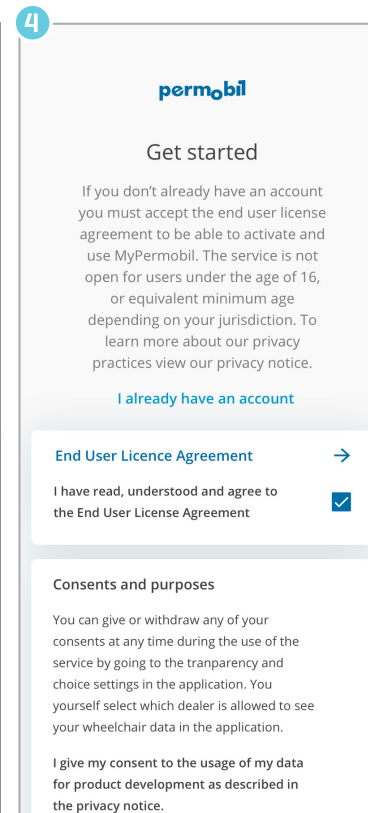 4
permobil
Get started
If you don’t already have an account
you must accept the end user license
agreement to be able to activate and
use MyPermobil. The service is not
open for users under the age of 16,
or equivalent minimum age
depending on your jurisdiction. To
learn more about our privacy
practices view our privacy notice.
I already have an account
End User Licence Agreement
I have read, understood and agree to
the End User License Agreement
Consents and purposes
You can give or withdraw any of your
consents at any time during the use of the
service by going to the tranparency and
choice settings in the application. You
yourself select which dealer is allowed to see
your wheelchair data in the application.
I give my consent to the usage of my data
for product development as described in
the privacy notice.